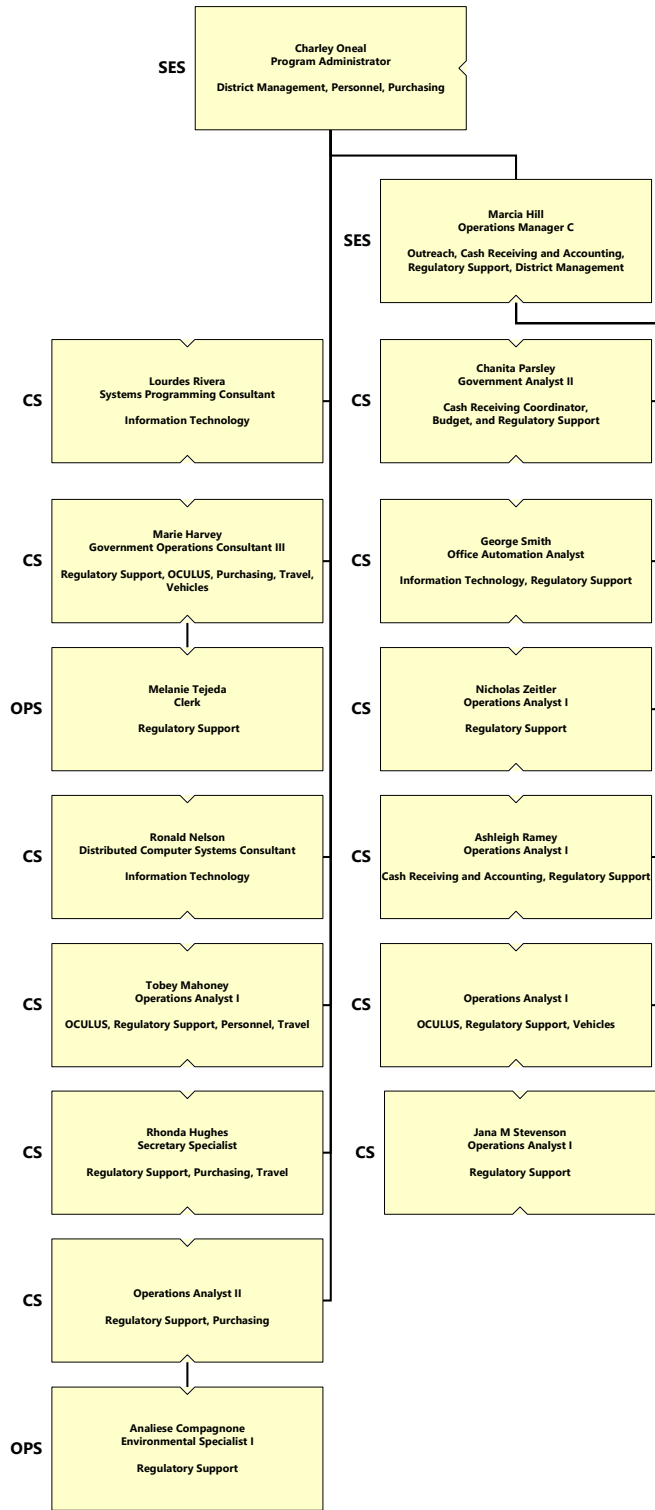 SES
Charley Oneal
Program Administrator
District Management, Personnel, Purchasing
SES
Marcia Hill
Operations Manager C
Outreach, Cash Receiving and Accounting,
Regulatory Support, District Management
CS
Lourdes Rivera
Systems Programming Consultant
Information Technology
CS
Chanita Parsley
Government Analyst II
Cash Receiving Coordinator,
Budget, and Regulatory Support
CS
Marie Harvey
Government Operations Consultant III
Regulatory Support, OCULUS, Purchasing, Travel,
Vehicles
CS
George Smith
Office Automation Analyst
Information Technology, Regulatory Support
OPS
Melanie Tejeda
Clerk
Regulatory Support
CS
Nicholas Zeitler
Operations Analyst I
Regulatory Support
CS
Ronald Nelson
Distributed Computer Systems Consultant
Information Technology
CS
Ashleigh Ramey
Operations Analyst I
Cash Receiving and Accounting, Regulatory Support
CS
Tobey Mahoney
Operations Analyst I
OCULUS, Regulatory Support, Personnel, Travel
CS
Operations Analyst I
OCULUS, Regulatory Support, Vehicles
CS
Rhonda Hughes
Secretary Specialist
Regulatory Support, Purchasing, Travel
CS
Jana M Stevenson
Operations Analyst I
Regulatory Support
CS
Operations Analyst II
Regulatory Support, Purchasing
OPS
Analiese Compagnone
Environmental Specialist I
Regulatory Support